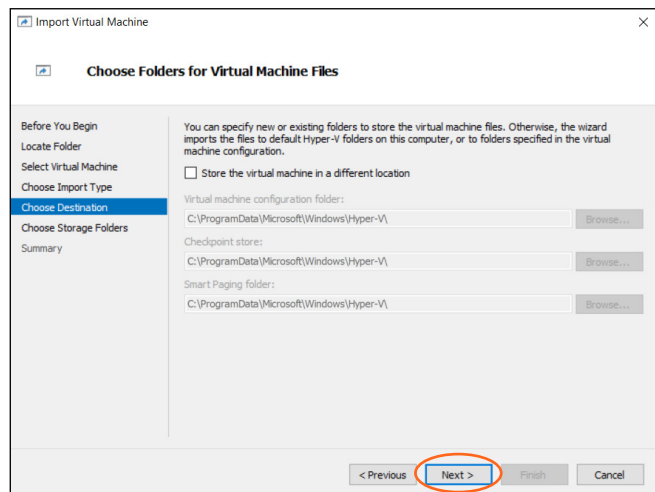 Import Virtual Machine
Choose Folders for Virtual Machine Files
Before You Begin
Locate Folder
Select Virtual Machine
Choose Import Type
Choose Destination
Choose Storage Folders
Summary
You can specify new or existing folders to store the virtual machine files. Otherwise, the wizard
imports the files to default Hyper-V folders on this computer, or to folders specified in the virtual
machine configuration.
Store the virtual machine in a different location
Virtual machine configuration folder:
C:\ProgramData\Microsoft\Windows\Hyper-V\ Browse...
Checkpoint store:
C:\ProgramData\Microsoft\Windows\Hyper-V\ Browse...
Smart Paging folder:
C:\ProgramData\Microsoft\Windows\Hyper-V\ Browse...
< Previous Next > Finish Cancel